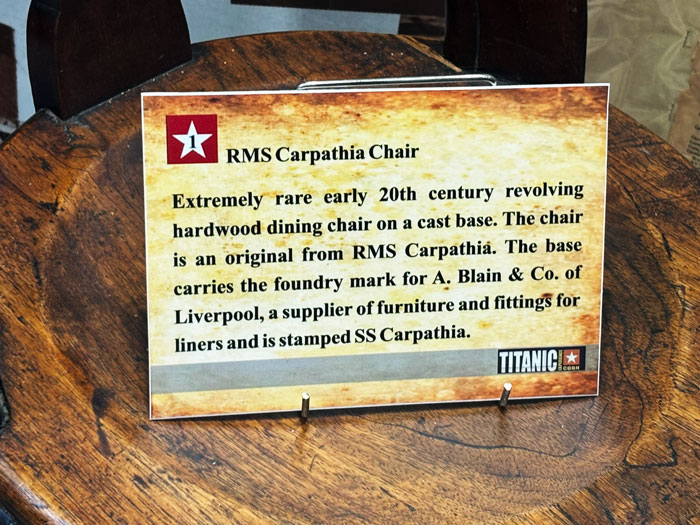 1
RMS Carpathia Chair
Extremely rare early 20th century revolving
hardwood dining chair on a cast base. The chair
is an original from RMS Carpathia. The base
carries the foundry mark for A. Blain & Co. of
Liverpool, a supplier of furniture and fittings for
liners and is stamped SS Carpathia.
TITANIC
COBH